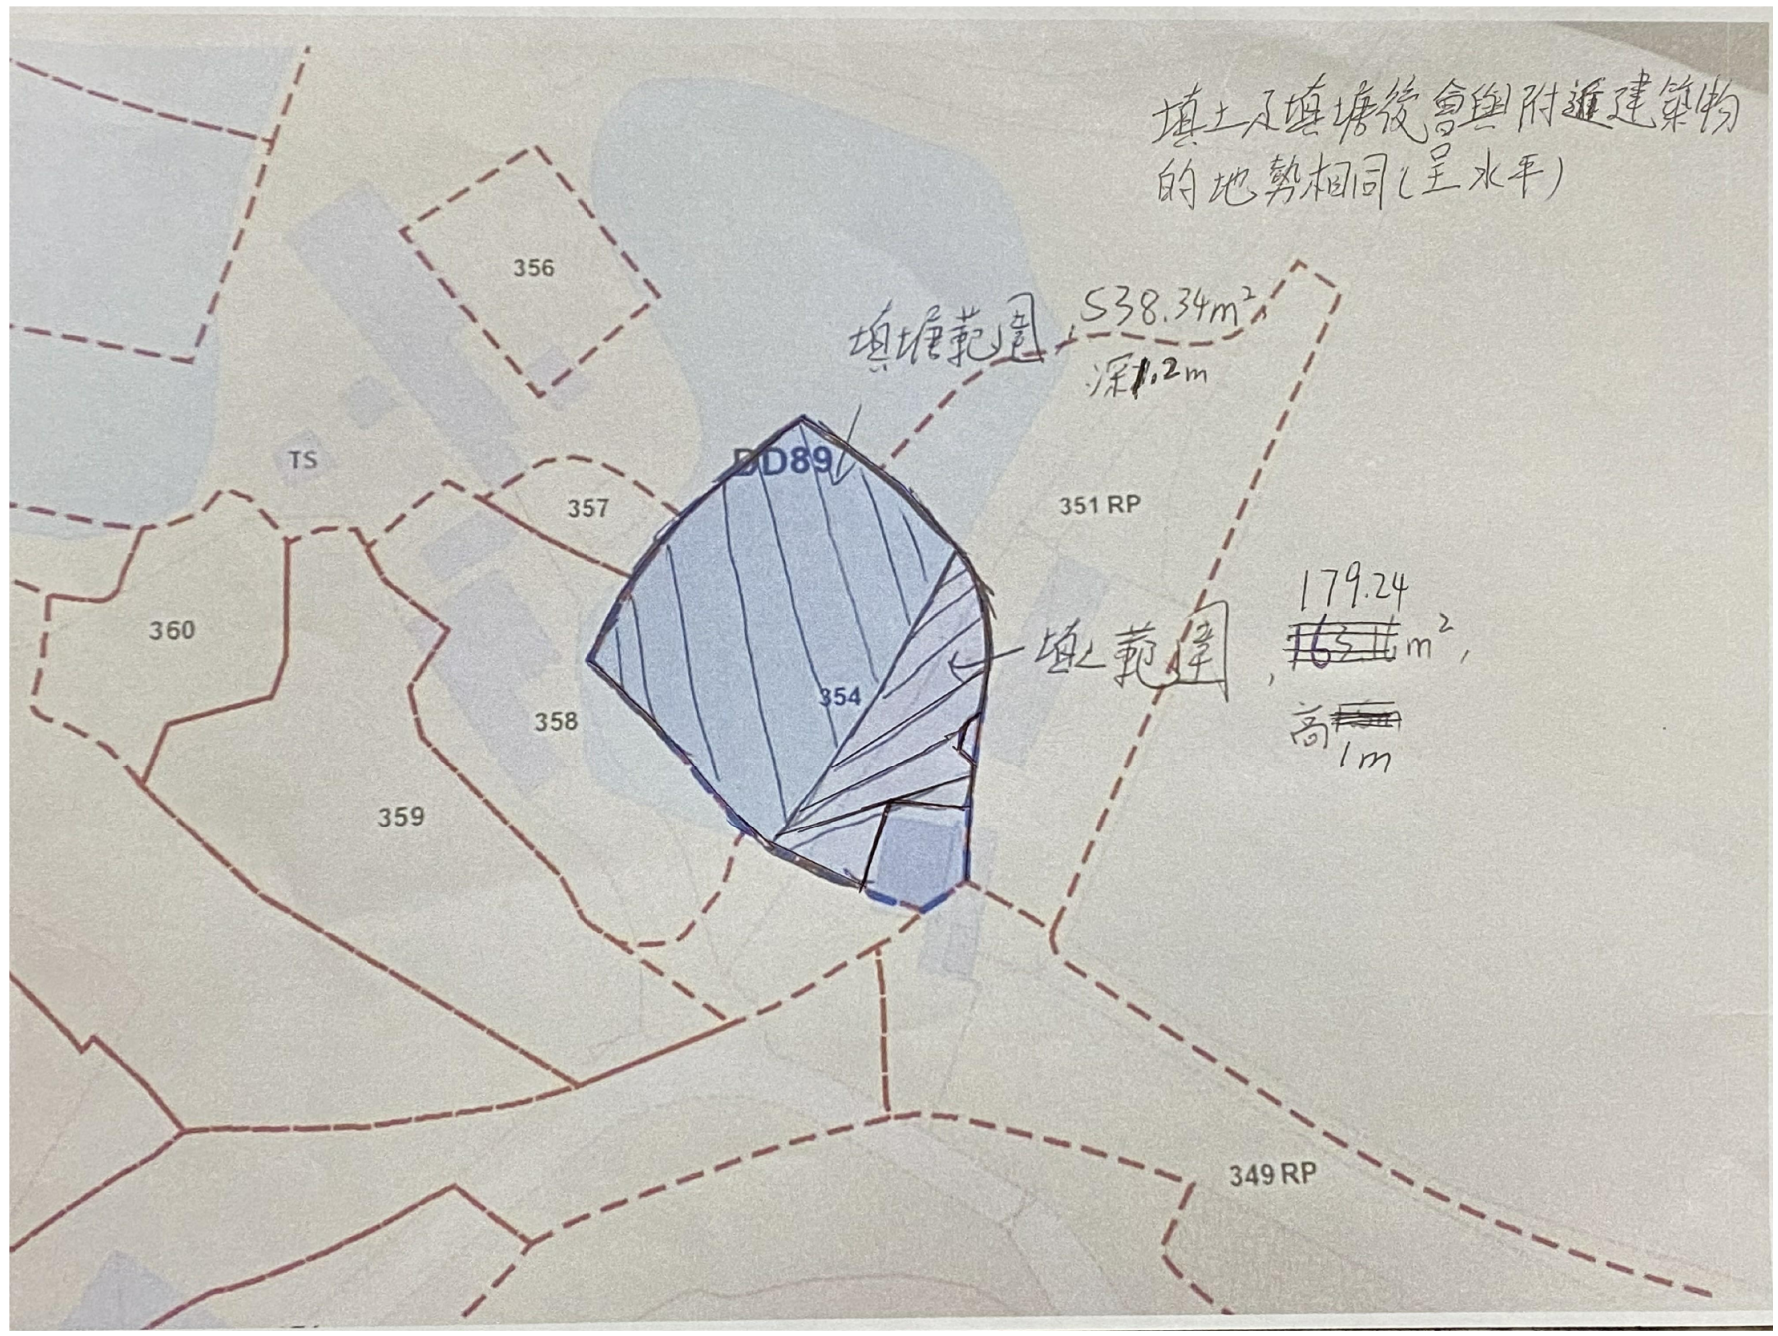 填土及填塘後會與附近建築物
的地勢相同(呈水平)
356
填塘範圍, 538.34m²
深1.2m
DD89
TS
357
351 RP
360
179.24
m²,
填土範圍,
354
358
高
1m
359
349 RP